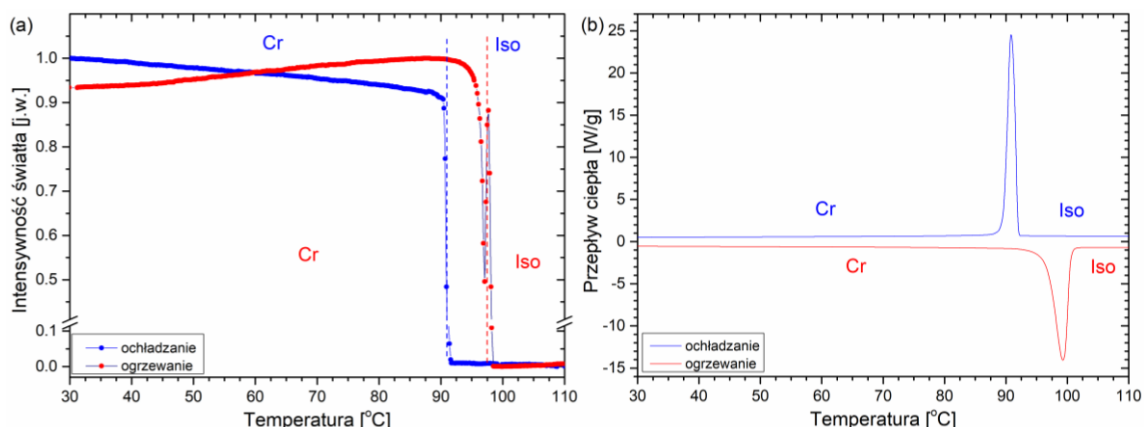 (a)
Intensywność światła [j.w.]
1.0
0.9
0.8
0.7
0.6
0.5
0.1
0.0
Cr
Iso
Cr
Iso
ochładzanie
ogrzewanie
30 40 50 60 70 80 90 100 110
Temperatura [°C]
(b)
Przepływ ciepła [W/g]
25
20
15
10
5
0
-5
-10
-15
Cr
Iso
Cr
Iso
ochładzanie
ogrzewanie
30 40 50 60 70 80 90 100 110
Temperatura [°C]